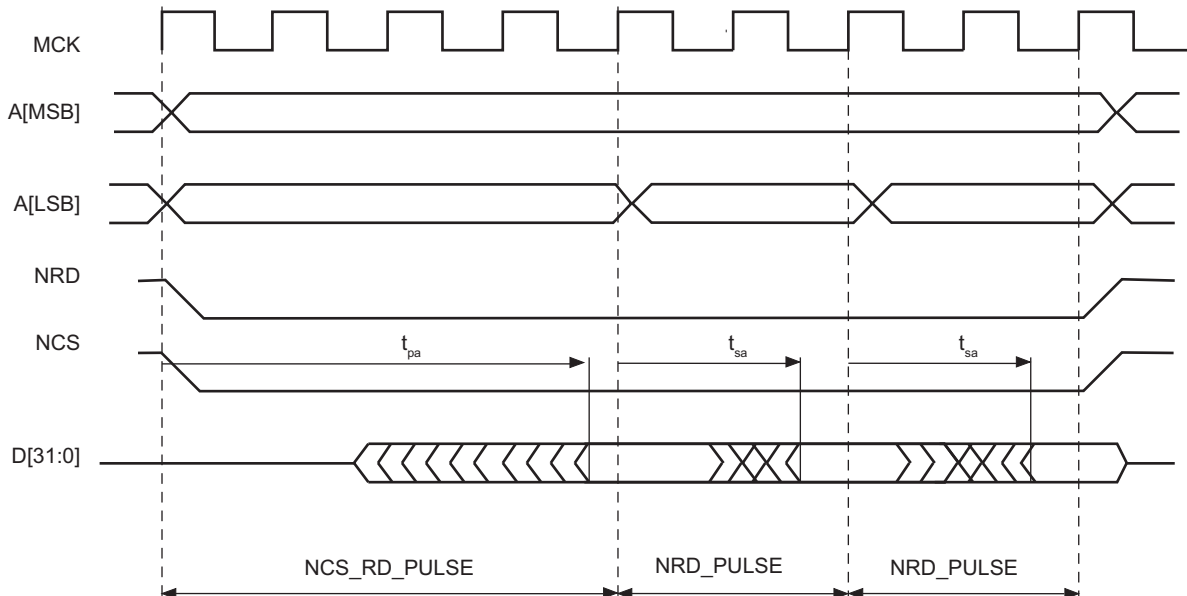 MCK
A[MSB]
A[LSB]
NRD
NCS
tpa
tsa
tsa
D[31:0]
NCS_RD_PULSE
NRD_PULSE
NRD_PULSE